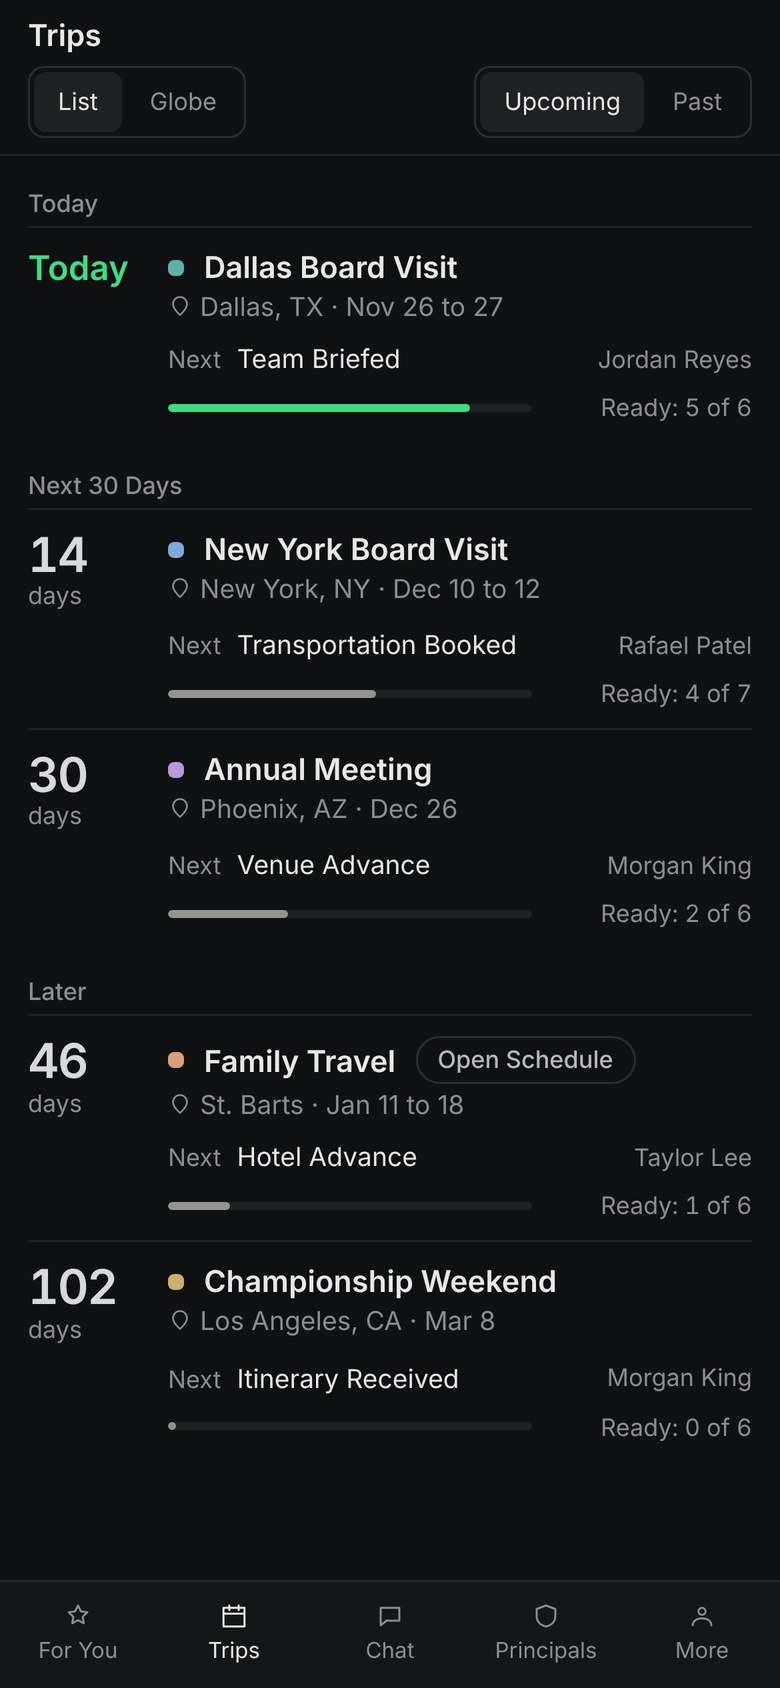 Trips
List Globe Upcoming Past
Today
Today Dallas Board Visit
Dallas, TX · Nov 26 to 27
Next Team Briefed Jordan Reyes
Ready: 5 of 6
Next 30 Days
14 days New York Board Visit
New York, NY · Dec 10 to 12
Next Transportation Booked Rafael Patel
Ready: 4 of 7
30 days Annual Meeting
Phoenix, AZ · Dec 26
Next Venue Advance Morgan King
Ready: 2 of 6
Later
46 days Family Travel Open Schedule
St. Barts · Jan 11 to 18
Next Hotel Advance Taylor Lee
Ready: 1 of 6
102 days Championship Weekend
Los Angeles, CA · Mar 8
Next Itinerary Received Morgan King
Ready: 0 of 6
For You Trips Chat Principals More